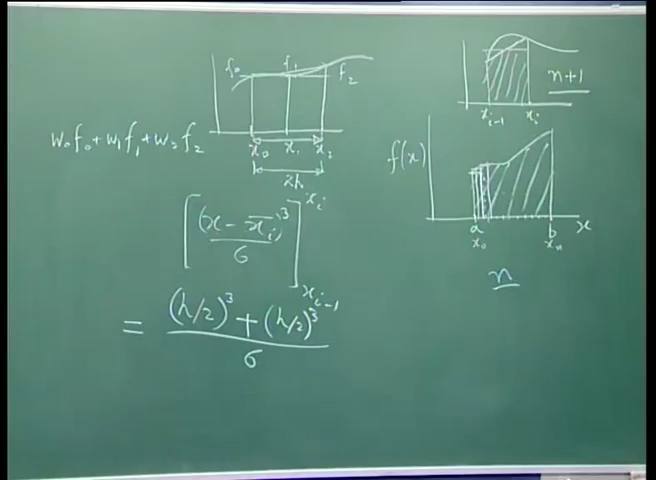 f₀ f₁ f₂
w₀f₀+w₁f₁+w₂f₂
x₀ x₁ x₂
2h
[(x-x̅ᵢ)³/6] xᵢ xᵢ₋₁
= (h/2)³+(h/2)³/6
n+1
xᵢ₋₁ xᵢ
f(x)
a b x
x₀ xₙ
n